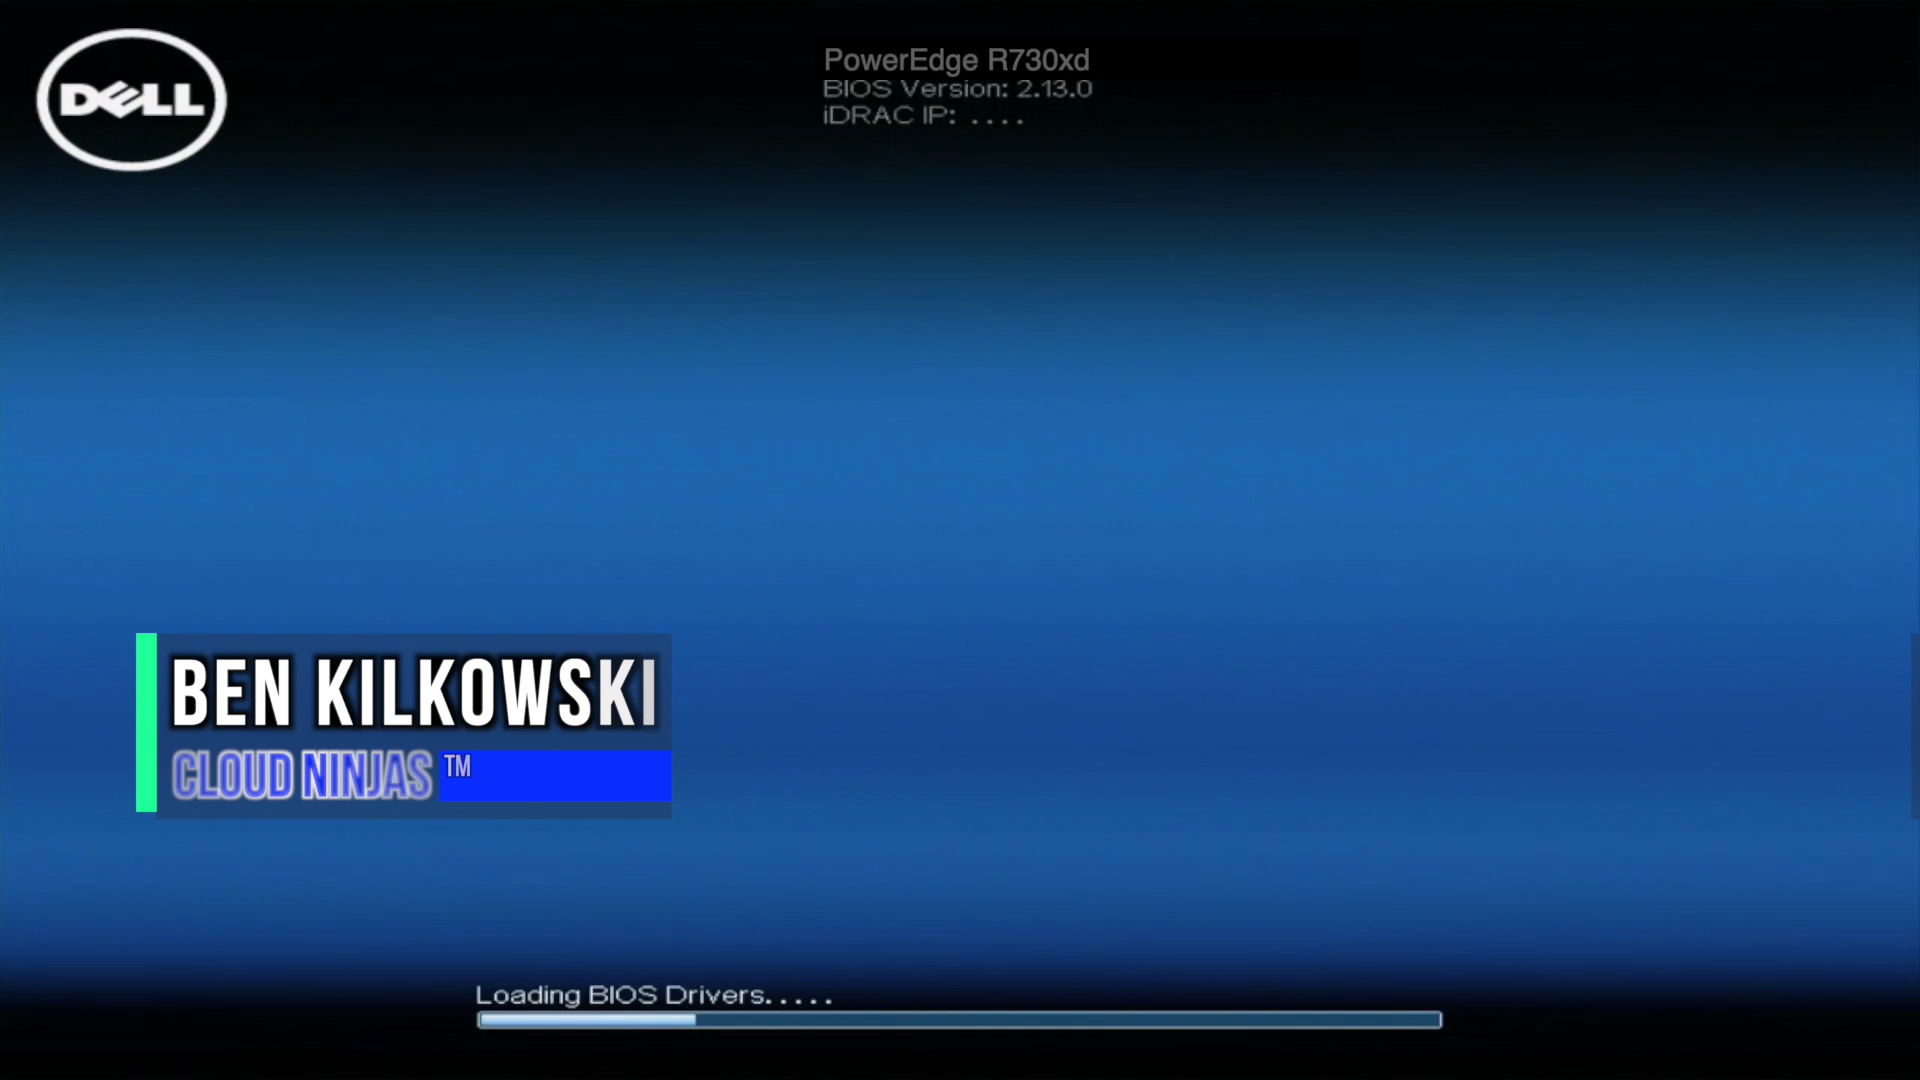 DELL
PowerEdge R730xd
BIOS Version: 2.13.0
iDRAC IP: ....
BEN KILKOWSKI
CLOUD NINJAS ™
Loading BIOS Drivers.....